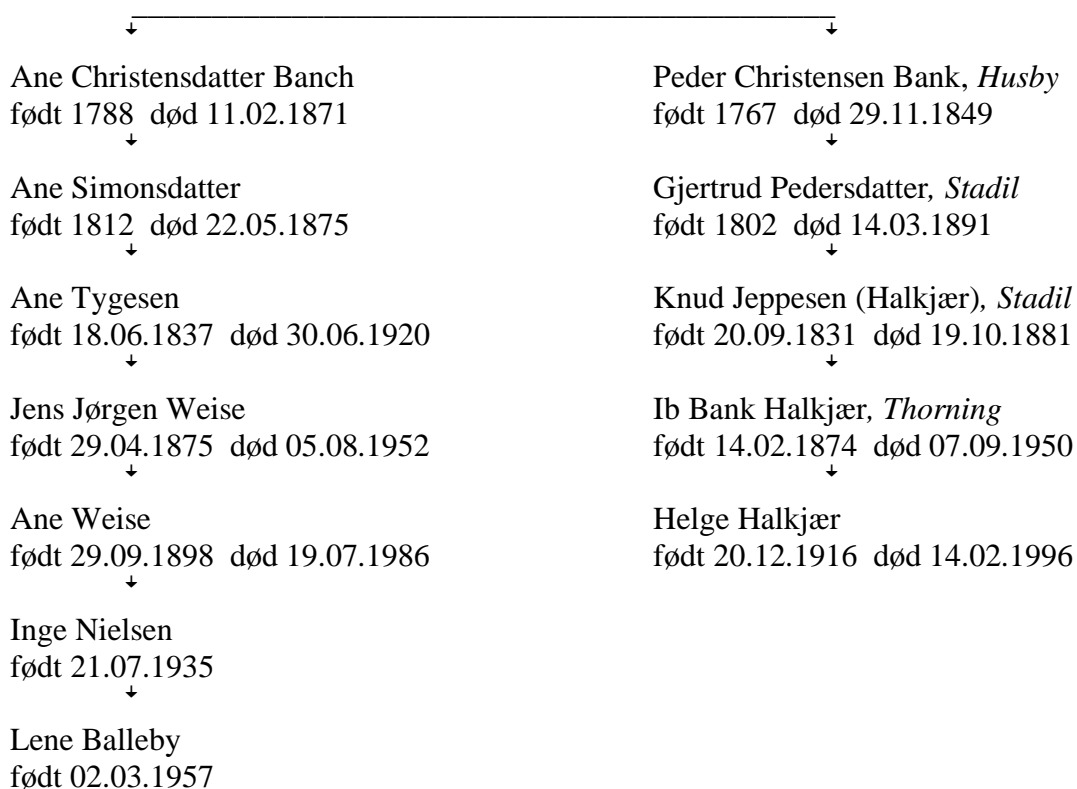 Ane Christensdatter Banch
født 1788 død 11.02.1871
Ane Simonsdatter
født 1812 død 22.05.1875
Ane Tygesen
født 18.06.1837 død 30.06.1920
Jens Jørgen Weise
født 29.04.1875 død 05.08.1952
Ane Weise
født 29.09.1898 død 19.07.1986
Inge Nielsen
født 21.07.1935
Lene Balleby
født 02.03.1957
Peder Christensen Bank, Husby
født 1767 død 29.11.1849
Gjertrud Pedersdatter, Stadil
født 1802 død 14.03.1891
Knud Jeppesen (Halkjær), Stadil
født 20.09.1831 død 19.10.1881
Ib Bank Halkjær, Thorning
født 14.02.1874 død 07.09.1950
Helge Halkjær
født 20.12.1916 død 14.02.1996